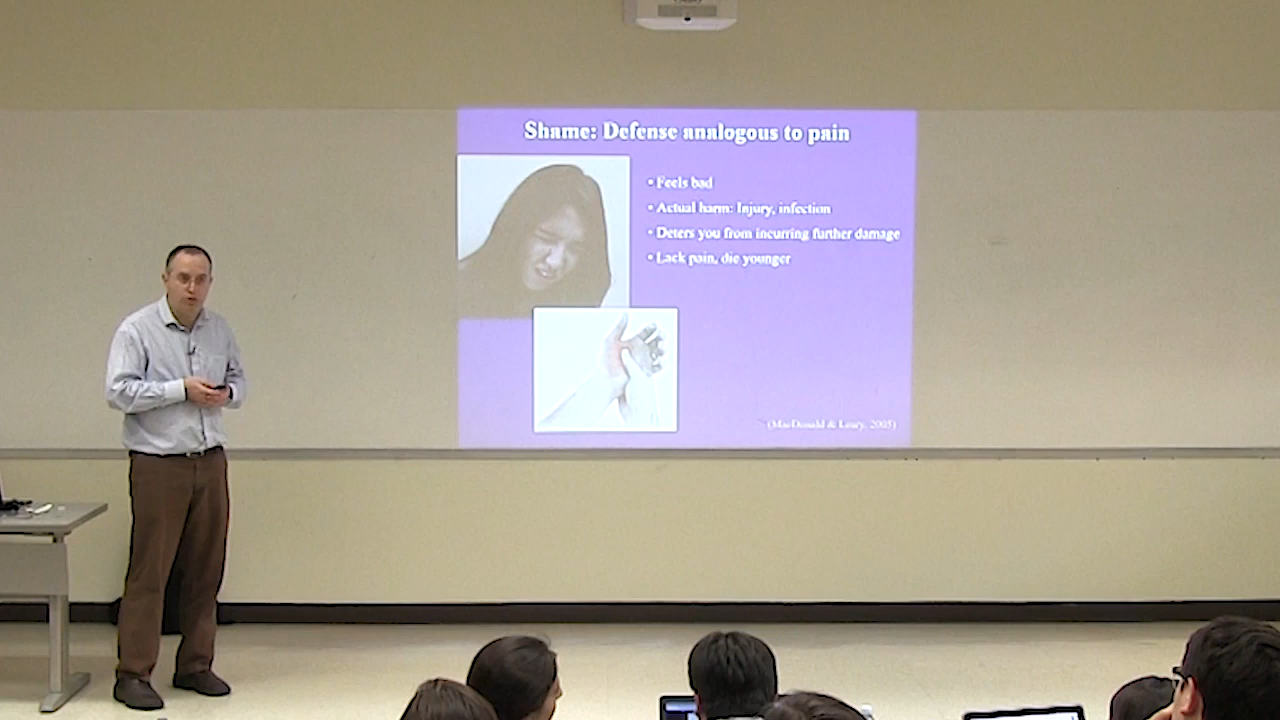 Shame: Defense analogous to pain
• Feels bad
• Actual harm: Injury, infection
• Deters you from incurring further damage
• Lack pain, die younger
(MacDonald & Leary, 2005)